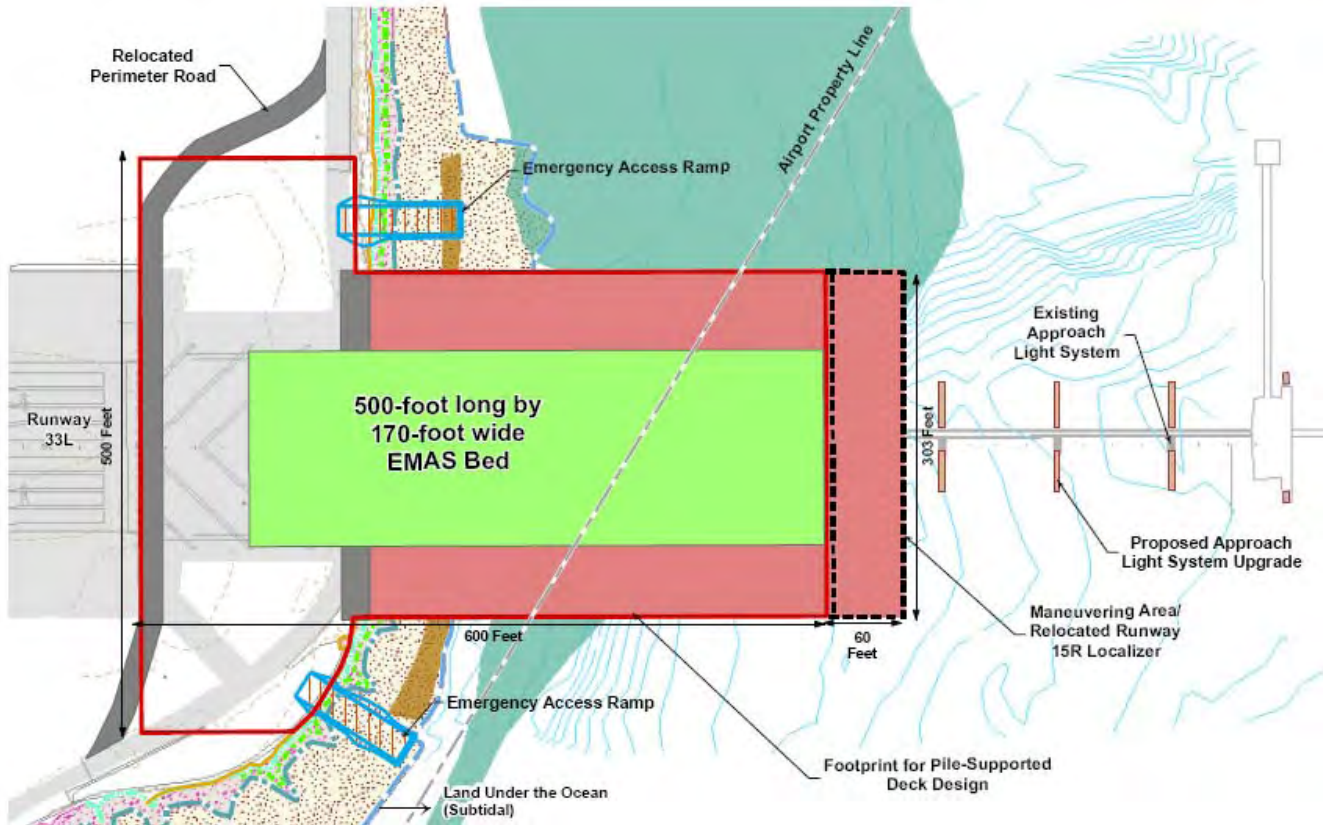 Relocated
Perimeter Road
Airport Property Line
Emergency Access Ramp
Existing
Approach
Light System
500-foot long by
170-foot wide
EMAS Bed
Runway
33L
500 Feet
303 Feet
Proposed Approach
Light System Upgrade
Maneuvering Area/
Relocated Runway
15R Localizer
600 Feet
60
Feet
Emergency Access Ramp
Footprint for Pile-Supported
Deck Design
Land Under the Ocean
(Subtidal)